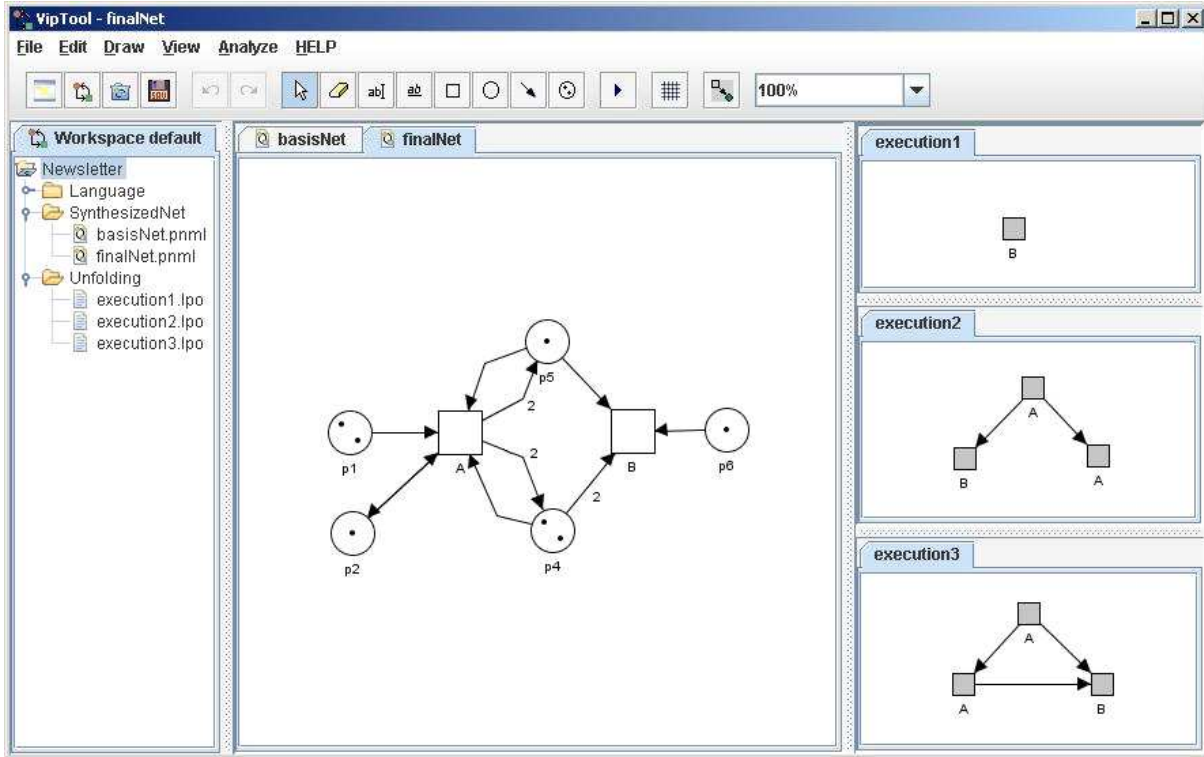 VipTool - finalNet
File Edit Draw View Analyze HELP
100%
Workspace default
Newsletter
Language
SynthesizedNet
basisNet.pnml
finalNet.pnml
Unfolding
execution1.lpo
execution2.lpo
execution3.lpo
basisNet finalNet
p5
2
p1
A
2
B
p6
2
p2
p4
execution1
B
execution2
A
B
A
execution3
A
A
B